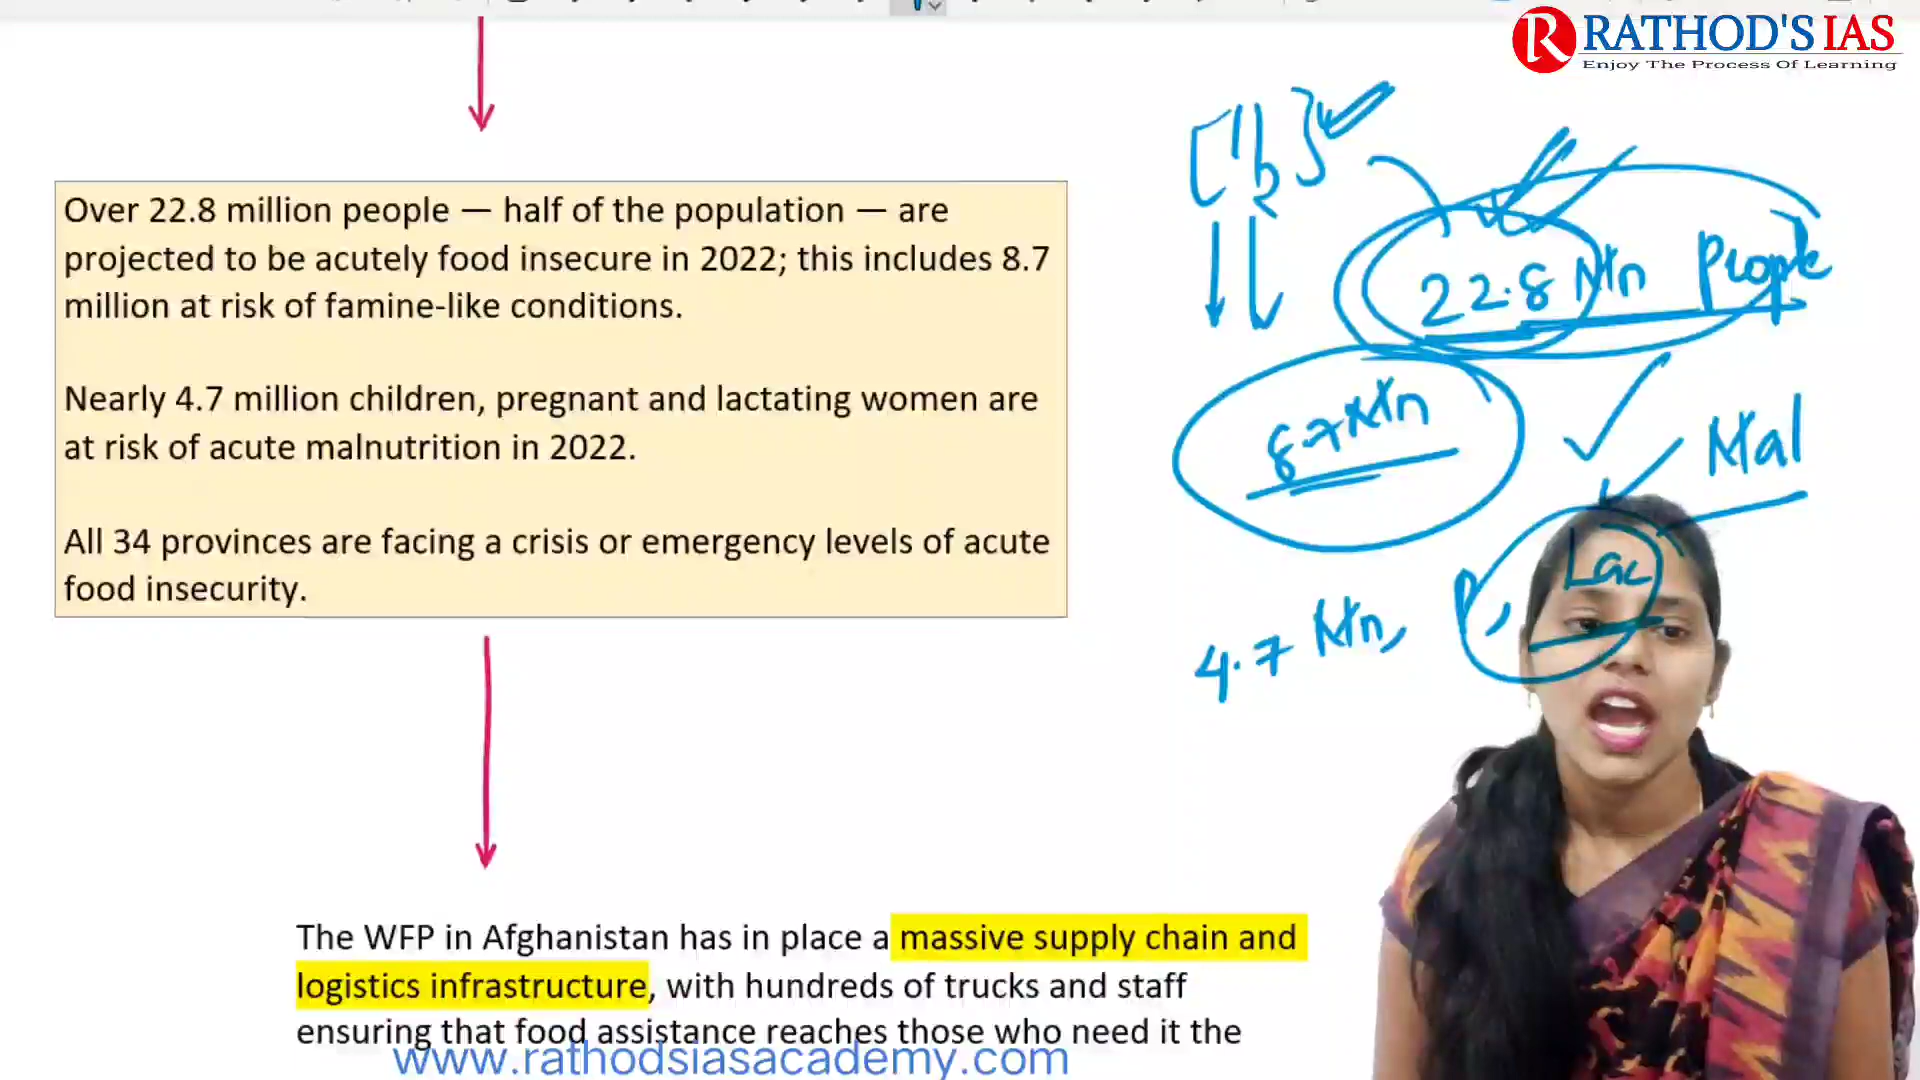 RATHOD'S IAS
Enjoy The Process Of Learning
Over 22.8 million people — half of the population — are
projected to be acutely food insecure in 2022; this includes 8.7
million at risk of famine-like conditions.
Nearly 4.7 million children, pregnant and lactating women are
at risk of acute malnutrition in 2022.
All 34 provinces are facing a crisis or emergency levels of acute
food insecurity.
22.8 Mn People
8.7 Mn
Mal
4.7 Mn, P, Lac
The WFP in Afghanistan has in place a massive supply chain and
logistics infrastructure, with hundreds of trucks and staff
ensuring that food assistance reaches those who need it the
www.rathodsiasacademy.com